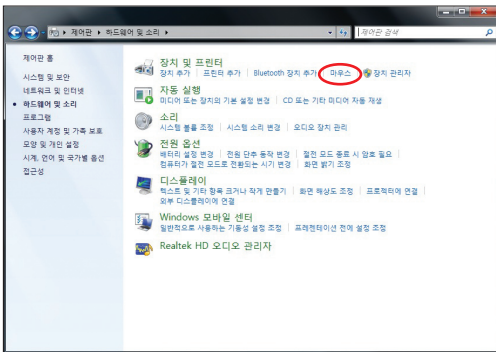 제어판 ▸ 하드웨어 및 소리 ▸
제어판 검색
제어판 홈
시스템 및 보안
네트워크 및 인터넷
하드웨어 및 소리
프로그램
사용자 계정 및 가족 보호
모양 및 개인 설정
시계, 언어 및 국가별 옵션
접근성
장치 및 프린터
장치 추가 | 프린터 추가 | Bluetooth 장치 추가 | 마우스 | 장치 관리자
자동 실행
미디어 또는 장치의 기본 설정 변경 | CD 또는 기타 미디어 자동 재생
소리
시스템 볼륨 조정 | 시스템 소리 변경 | 오디오 장치 관리
전원 옵션
배터리 설정 변경 | 전원 단추 동작 변경 | 절전 모드 종료 시 암호 필요 |
컴퓨터가 절전 모드로 전환되는 시기 변경 | 화면 밝기 조정
디스플레이
텍스트 및 기타 항목 크거나 작게 만들기 | 화면 해상도 조정 | 프로젝터에 연결 |
외부 디스플레이에 연결
Windows 모바일 센터
일반적으로 사용하는 기동성 설정 조정 | 프레젠테이션 전에 설정 조정
Realtek HD 오디오 관리자